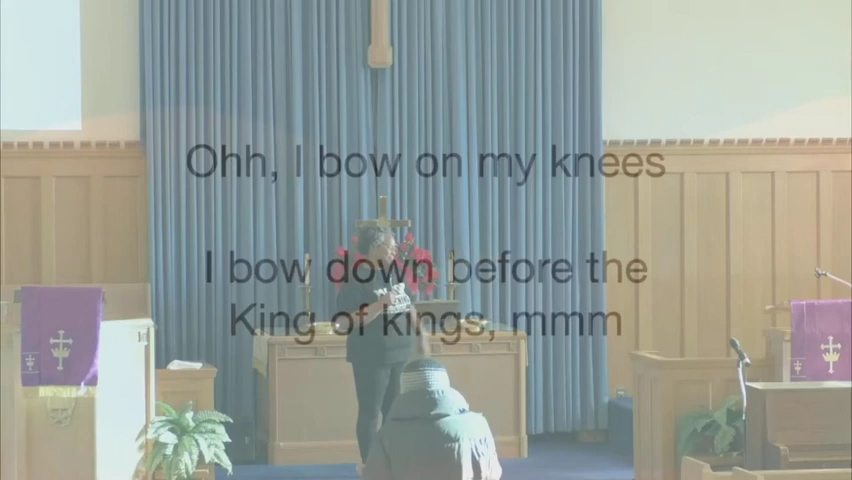 Ohh, I bow on my knees
I bow down before the
King of kings, mmm